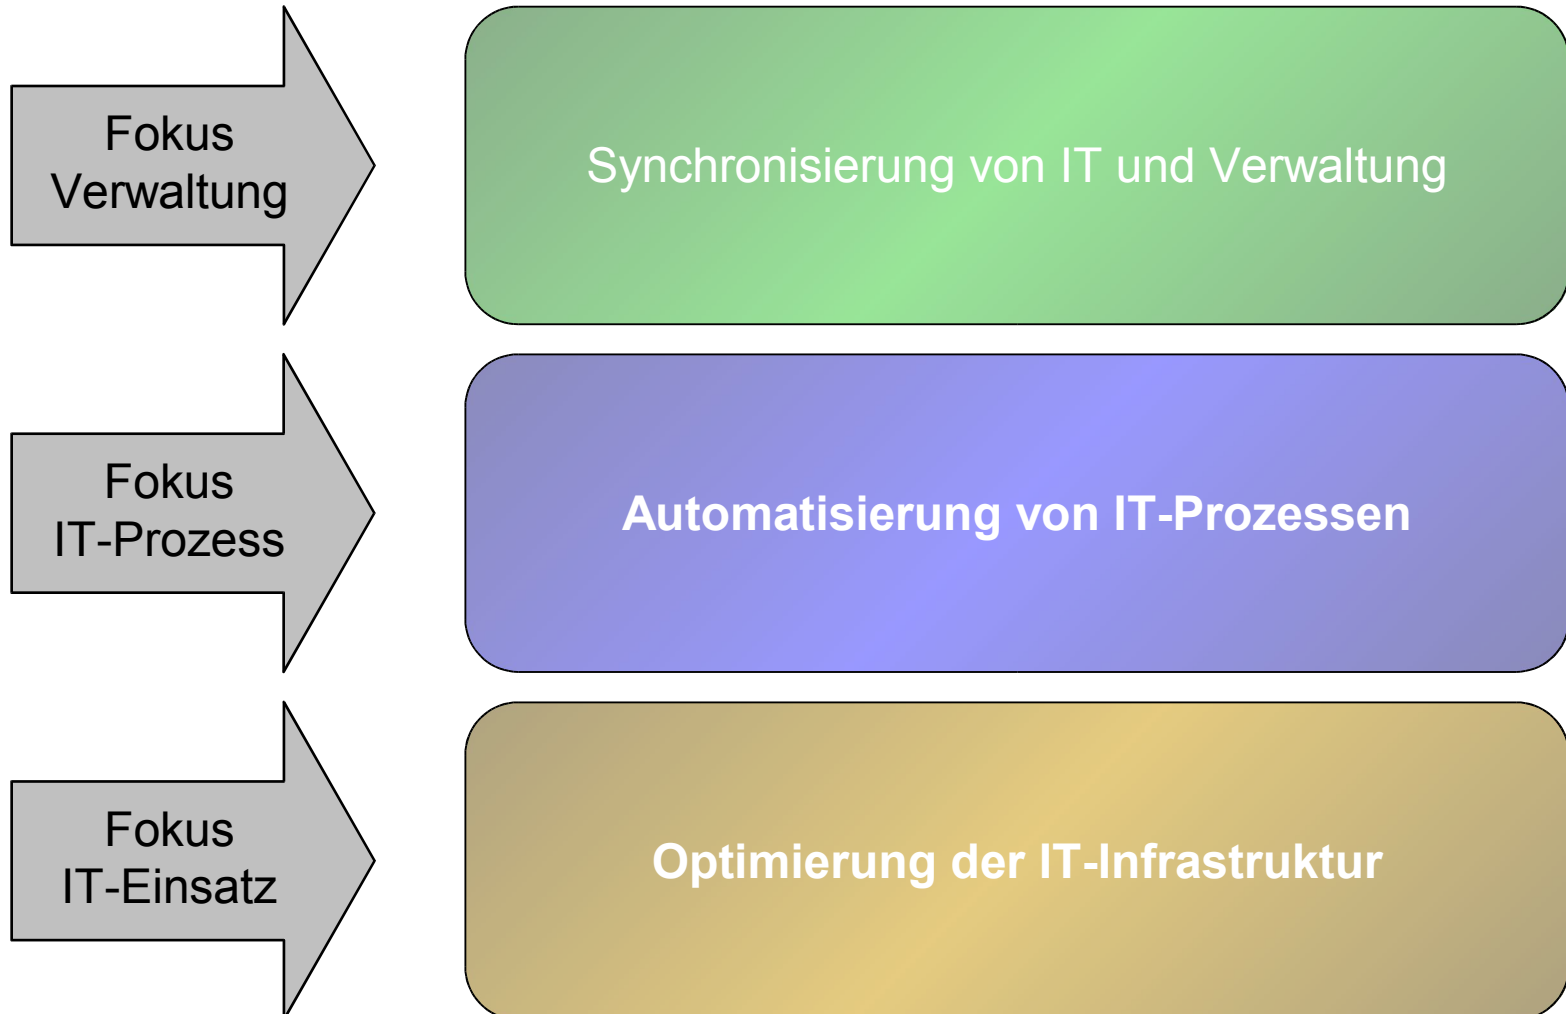 Fokus
Verwaltung
Synchronisierung von IT und Verwaltung
Fokus
IT-Prozess
Automatisierung von IT-Prozessen
Fokus
IT-Einsatz
Optimierung der IT-Infrastruktur